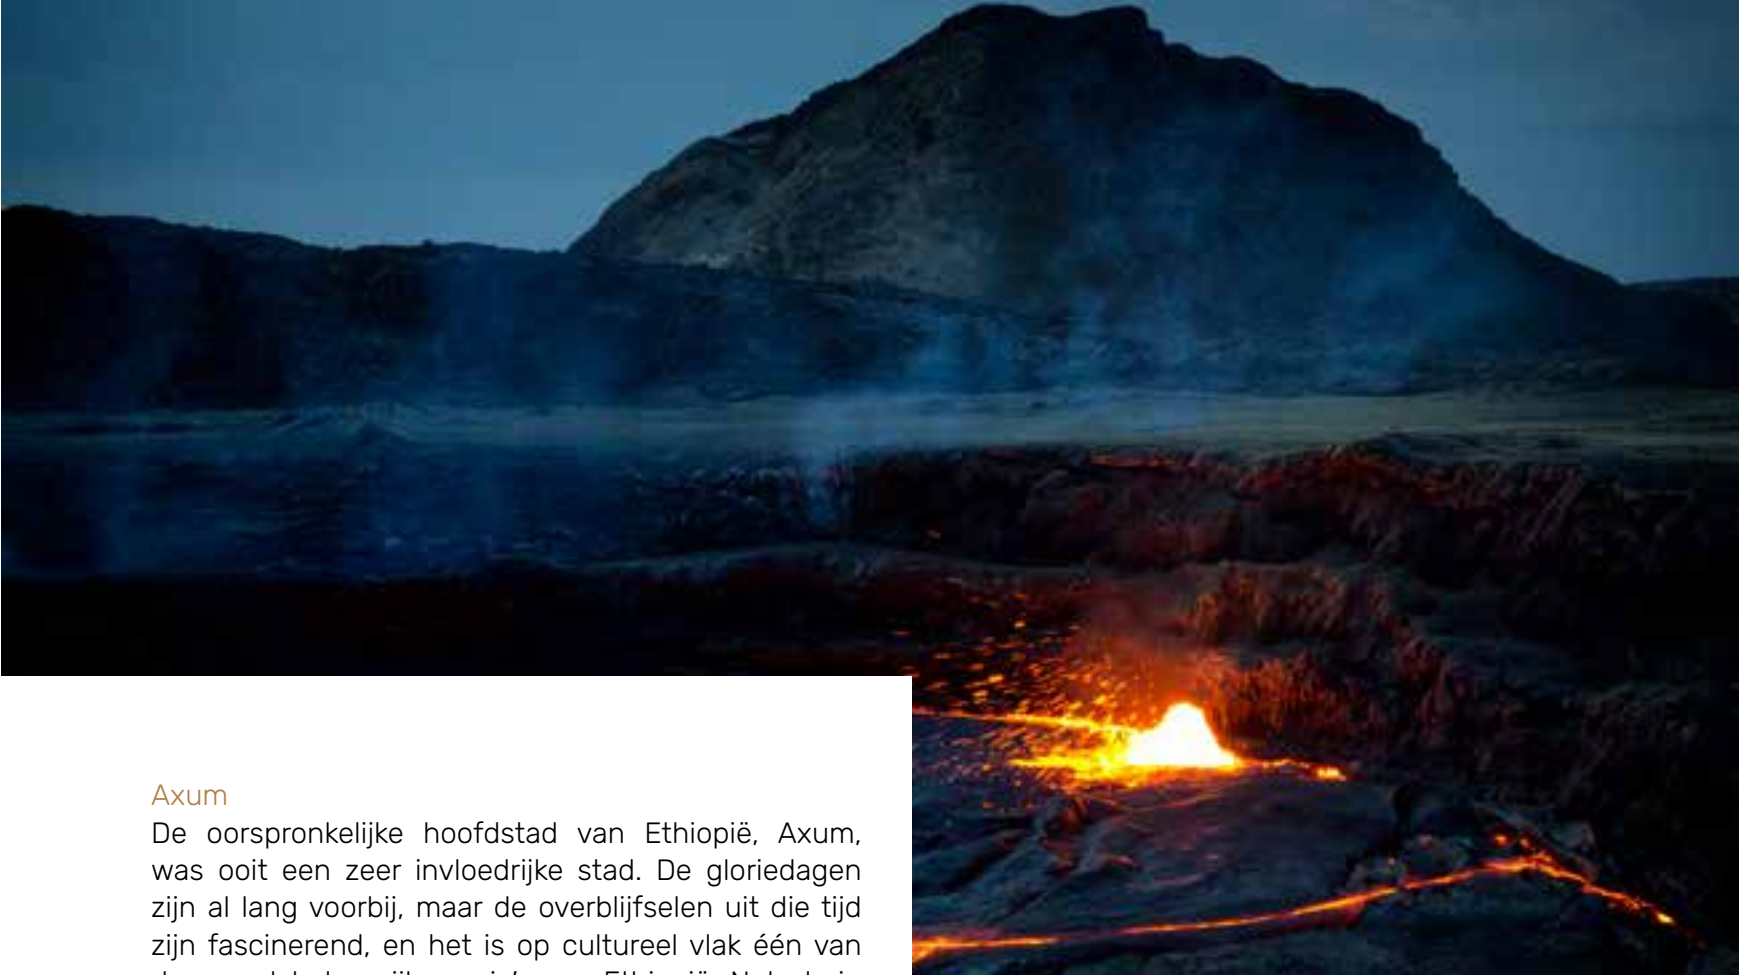 Axum
De oorspronkelijke hoofdstad van Ethiopië, Axum,
was ooit een zeer invloedrijke stad. De gloriedagen
zijn al lang voorbij, maar de overblijfselen uit die tijd
zijn fascinerend, en het is op cultureel vlak één van